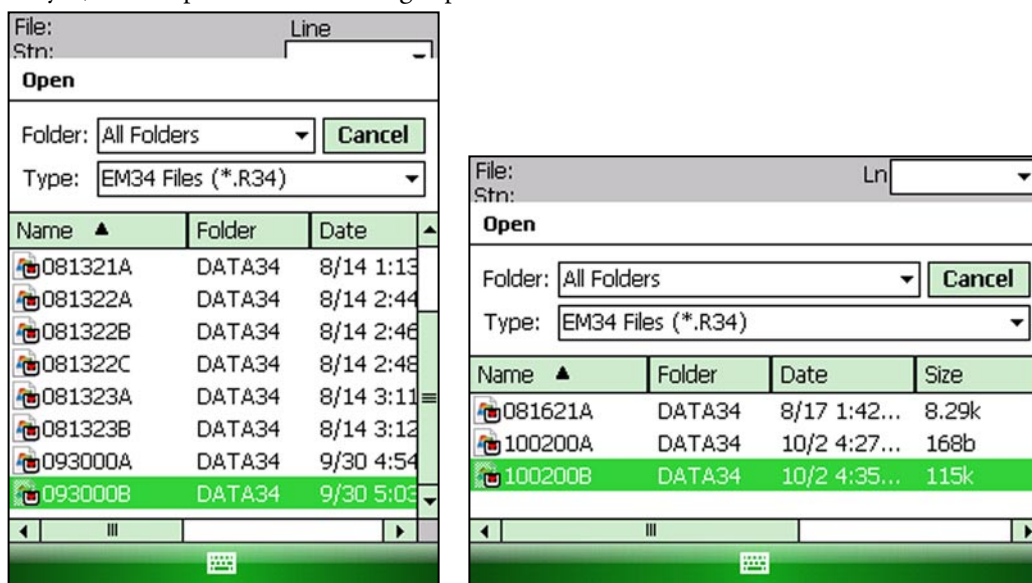 File: Line
Stn:
Open
Folder: All Folders Cancel
Type: EM34 Files (*.R34)
Name Folder Date
081321A DATA34 8/14 1:13
081322A DATA34 8/14 2:44
081322B DATA34 8/14 2:46
081322C DATA34 8/14 2:48
081323A DATA34 8/14 3:11
081323B DATA34 8/14 3:12
093000A DATA34 9/30 4:54
093000B DATA34 9/30 5:03
File: Ln
Stn:
Open
Folder: All Folders Cancel
Type: EM34 Files (*.R34)
Name Folder Date Size
081621A DATA34 8/17 1:42... 8.29k
100200A DATA34 10/2 4:27... 168b
100200B DATA34 10/2 4:35... 115k